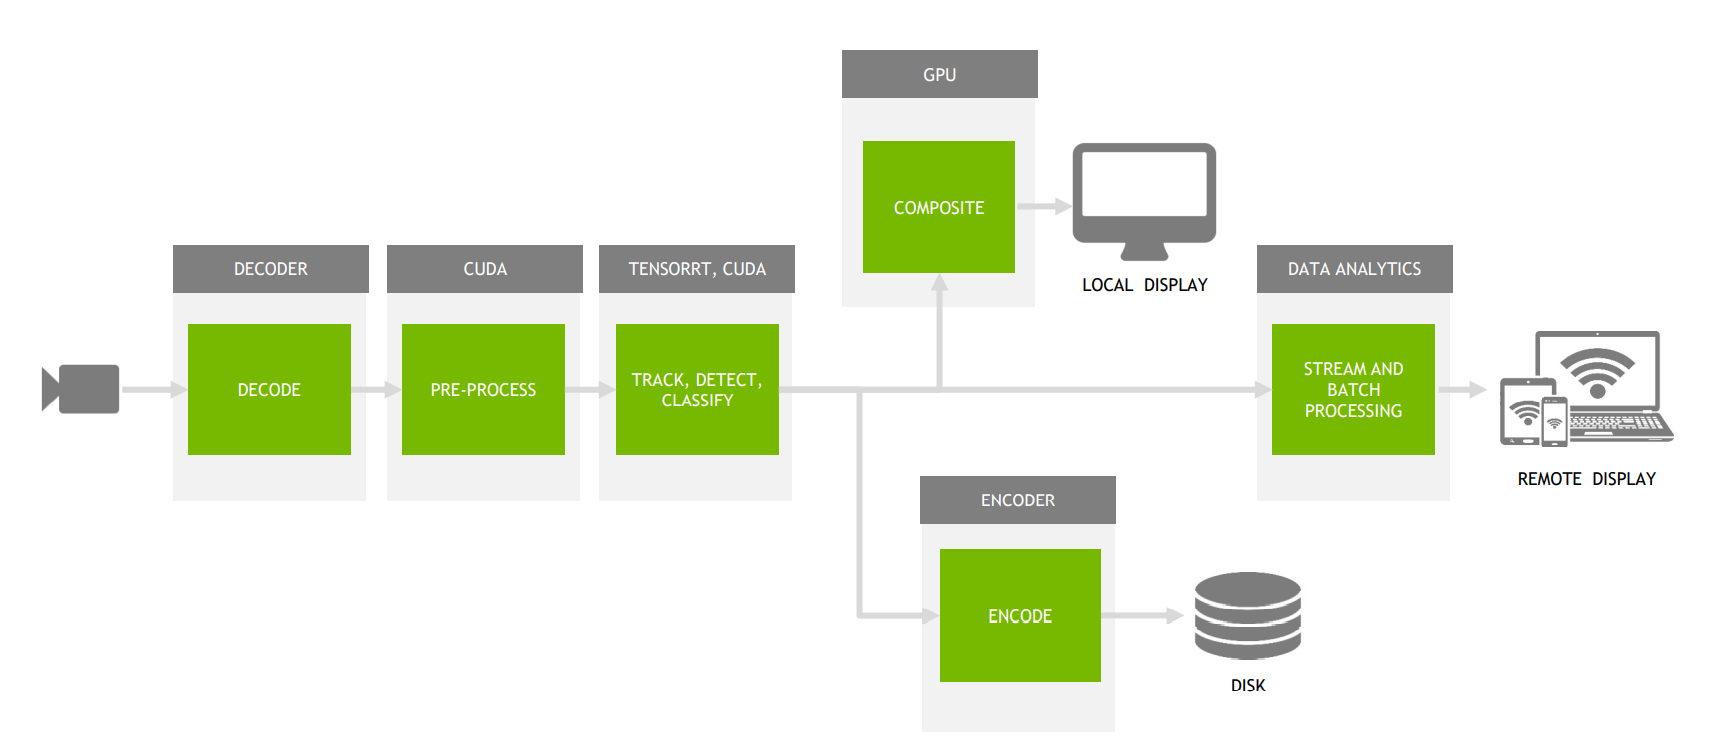 GPU
COMPOSITE
LOCAL DISPLAY
DECODER
CUDA
TENSORRT, CUDA
DATA ANALYTICS
DECODE
PRE-PROCESS
TRACK, DETECT,
CLASSIFY
STREAM AND
BATCH
PROCESSING
REMOTE DISPLAY
ENCODER
ENCODE
DISK